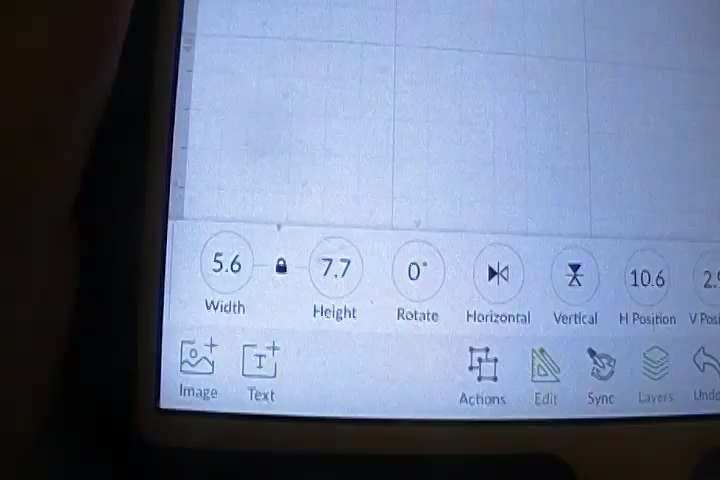 5.6 7.7 0° 10.6
Width Height Rotate Horizontal Vertical H Position
Image Text Actions Edit Sync Layers